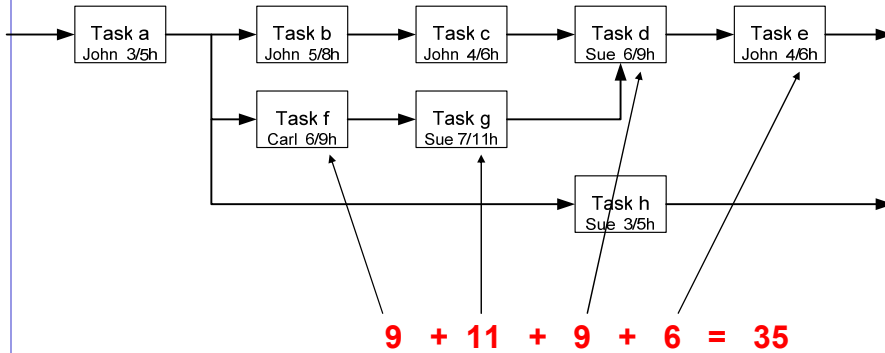 Task a
John 3/5h
Task b
John 5/8h
Task c
John 4/6h
Task d
Sue 6/9h
Task e
John 4/6h
Task f
Carl 6/9h
Task g
Sue 7/11h
Task h
Sue 3/5h
9 + 11 + 9 + 6 = 35